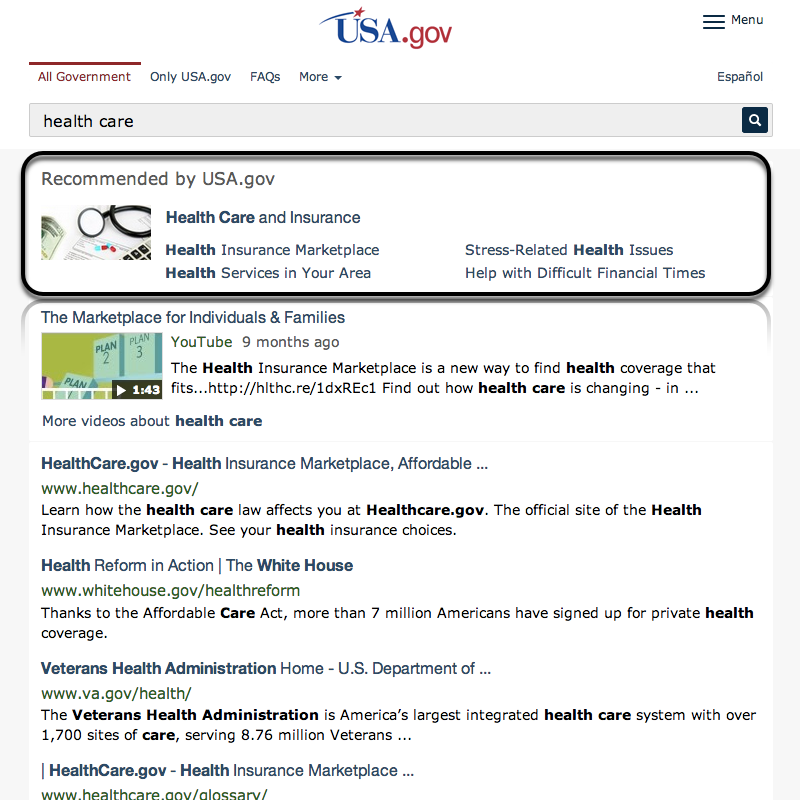 USA.gov
Menu
All Government Only USA.gov FAQs More Español
health care
Recommended by USA.gov
Health Care and Insurance
Health Insurance Marketplace Stress-Related Health Issues
Health Services in Your Area Help with Difficult Financial Times
The Marketplace for Individuals & Families
YouTube 9 months ago
PLAN 2 PLAN 3
PLAN
1:43
The Health Insurance Marketplace is a new way to find health coverage that
fits...http://hlthc.re/1dxREc1 Find out how health care is changing - in ...
More videos about health care
HealthCare.gov - Health Insurance Marketplace, Affordable ...
www.healthcare.gov/
Learn how the health care law affects you at Healthcare.gov. The official site of the Health
Insurance Marketplace. See your health insurance choices.
Health Reform in Action | The White House
www.whitehouse.gov/healthreform
Thanks to the Affordable Care Act, more than 7 million Americans have signed up for private health
coverage.
Veterans Health Administration Home - U.S. Department of ...
www.va.gov/health/
The Veterans Health Administration is America’s largest integrated health care system with over
1,700 sites of care, serving 8.76 million Veterans ...
| HealthCare.gov - Health Insurance Marketplace ...
www.healthcare.gov/glossary/